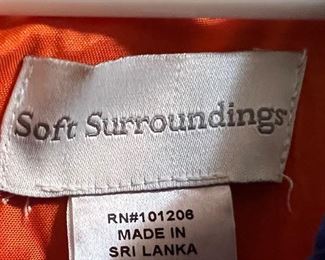 Soft Surroundings
RN#101206
MADE IN
SRI LANKA